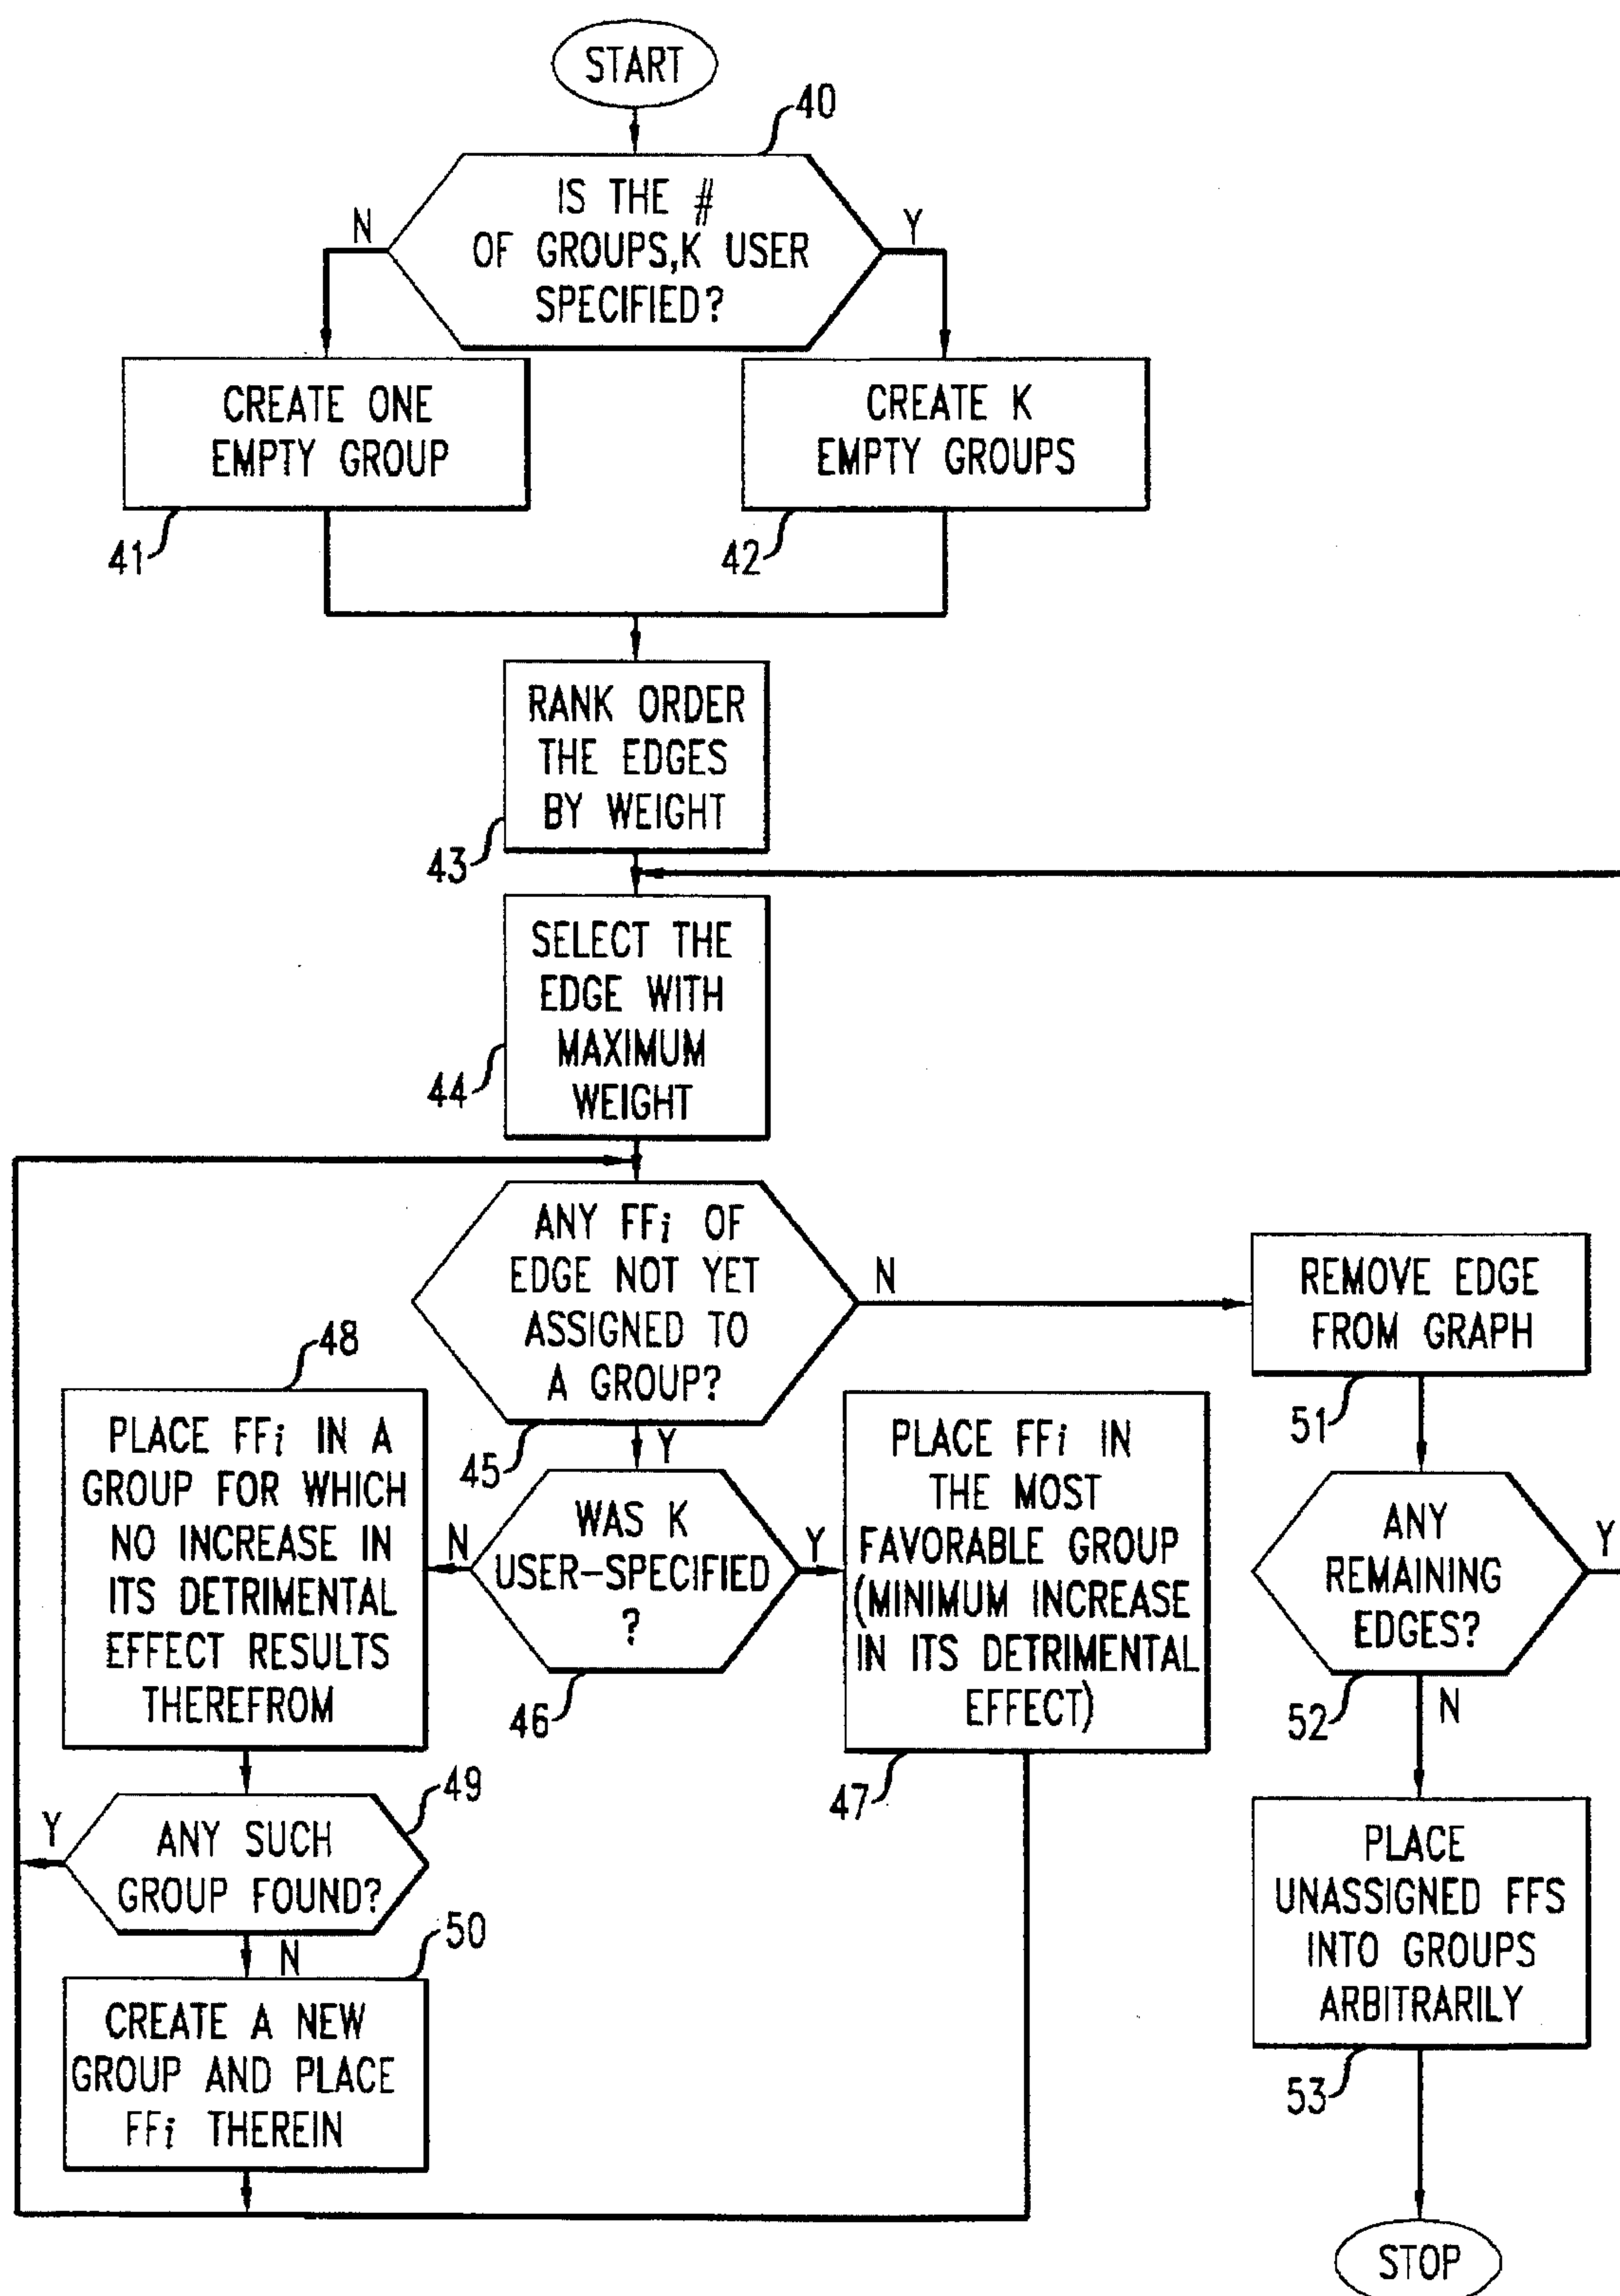 START
40
IS THE #
OF GROUPS,K USER
SPECIFIED?
N
Y
CREATE ONE
EMPTY GROUP
41
CREATE K
EMPTY GROUPS
42
RANK ORDER
THE EDGES
BY WEIGHT
43
SELECT THE
EDGE WITH
MAXIMUM
WEIGHT
44
ANY FFi OF
EDGE NOT YET
ASSIGNED TO
A GROUP?
45
N
Y
WAS K
USER-SPECIFIED
?
46
N
Y
PLACE FFi IN
THE MOST
FAVORABLE GROUP
(MINIMUM INCREASE
IN ITS DETRIMENTAL
EFFECT)
47
48
PLACE FFi IN A
GROUP FOR WHICH
NO INCREASE IN
ITS DETRIMENTAL
EFFECT RESULTS
THEREFROM
49
ANY SUCH
GROUP FOUND?
Y
N
50
CREATE A NEW
GROUP AND PLACE
FFi THEREIN
REMOVE EDGE
FROM GRAPH
51
ANY
REMAINING
EDGES?
52
Y
N
PLACE
UNASSIGNED FFS
INTO GROUPS
ARBITRARILY
53
STOP